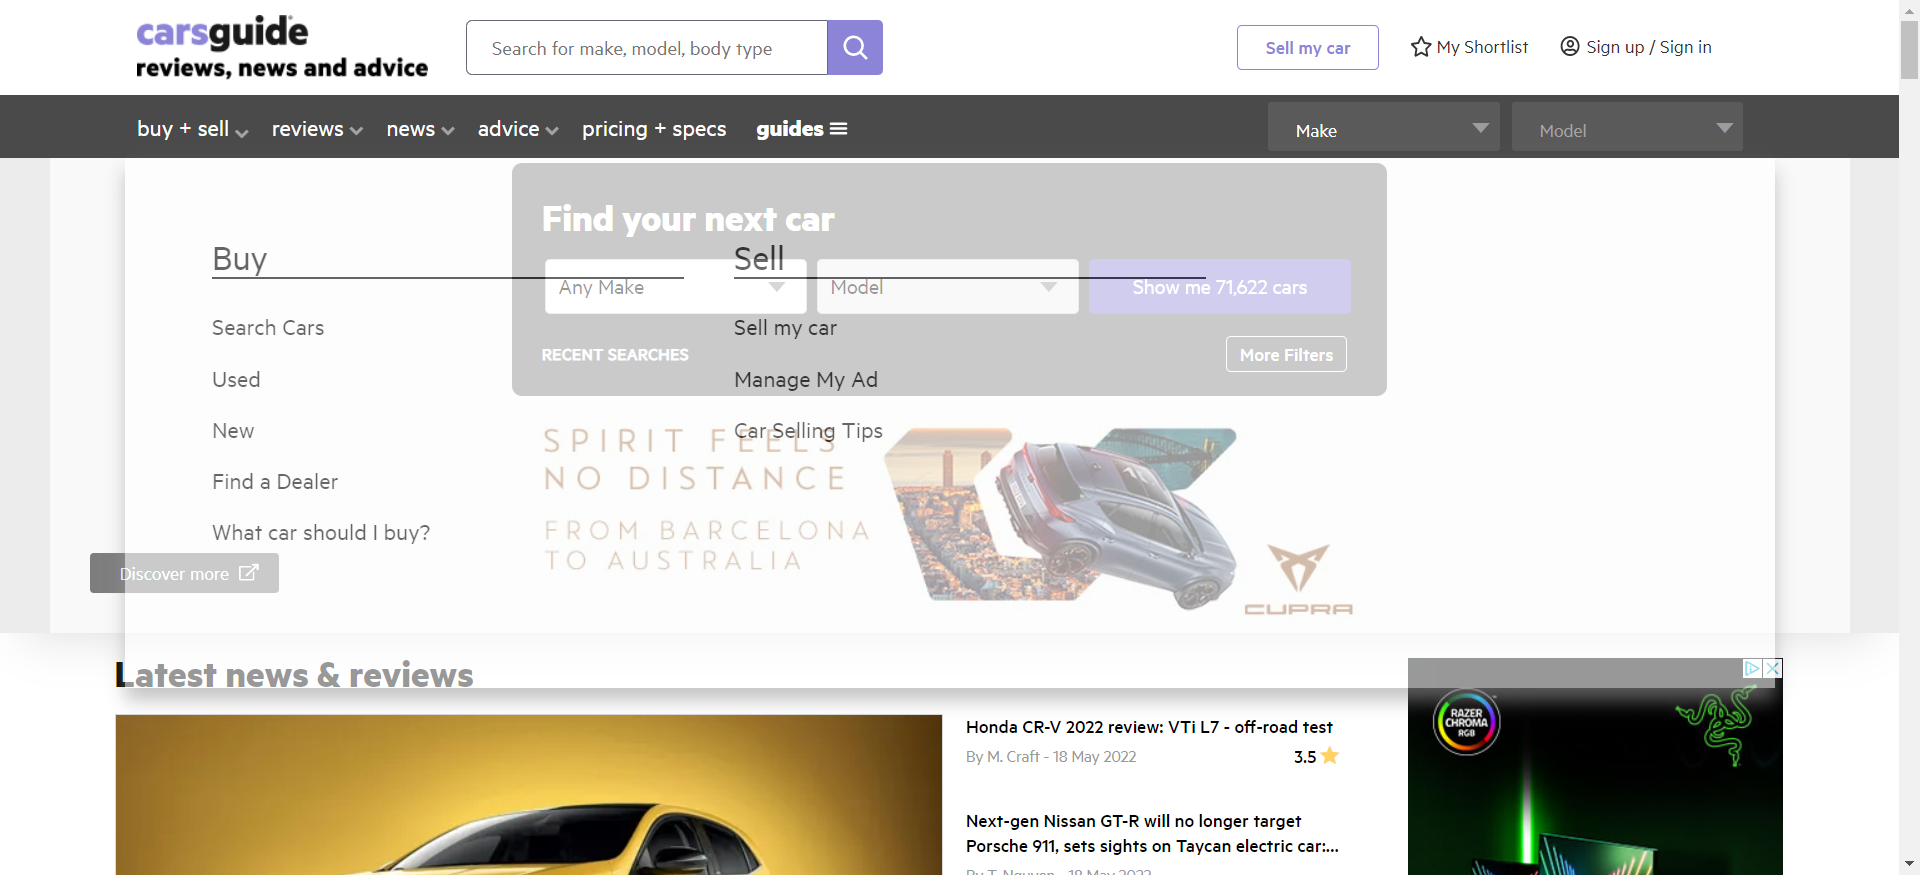 carsguide
reviews, news and advice
Search for make, model, body type
Sell my car
My Shortlist
Sign up / Sign in
buy + sell
reviews
news
advice
pricing + specs
guides
Make
Model
Find your next car
Buy
Sell
Any Make
Model
Show me 71,622 cars
Search Cars
Sell my car
RECENT SEARCHES
More Filters
Used
Manage My Ad
New
Car Selling Tips
SPIRIT FEELS
NO DISTANCE
Find a Dealer
What car should I buy?
FROM BARCELONA
TO AUSTRALIA
Discover more
CUPRA
Latest news & reviews
RAZER
CHROMA
RGB
Honda CR-V 2022 review: VTi L7 - off-road test
By M. Craft - 18 May 2022
3.5
Next-gen Nissan GT-R will no longer target
Porsche 911, sets sights on Taycan electric car:...
By T. Nguyen - 18 May 2022